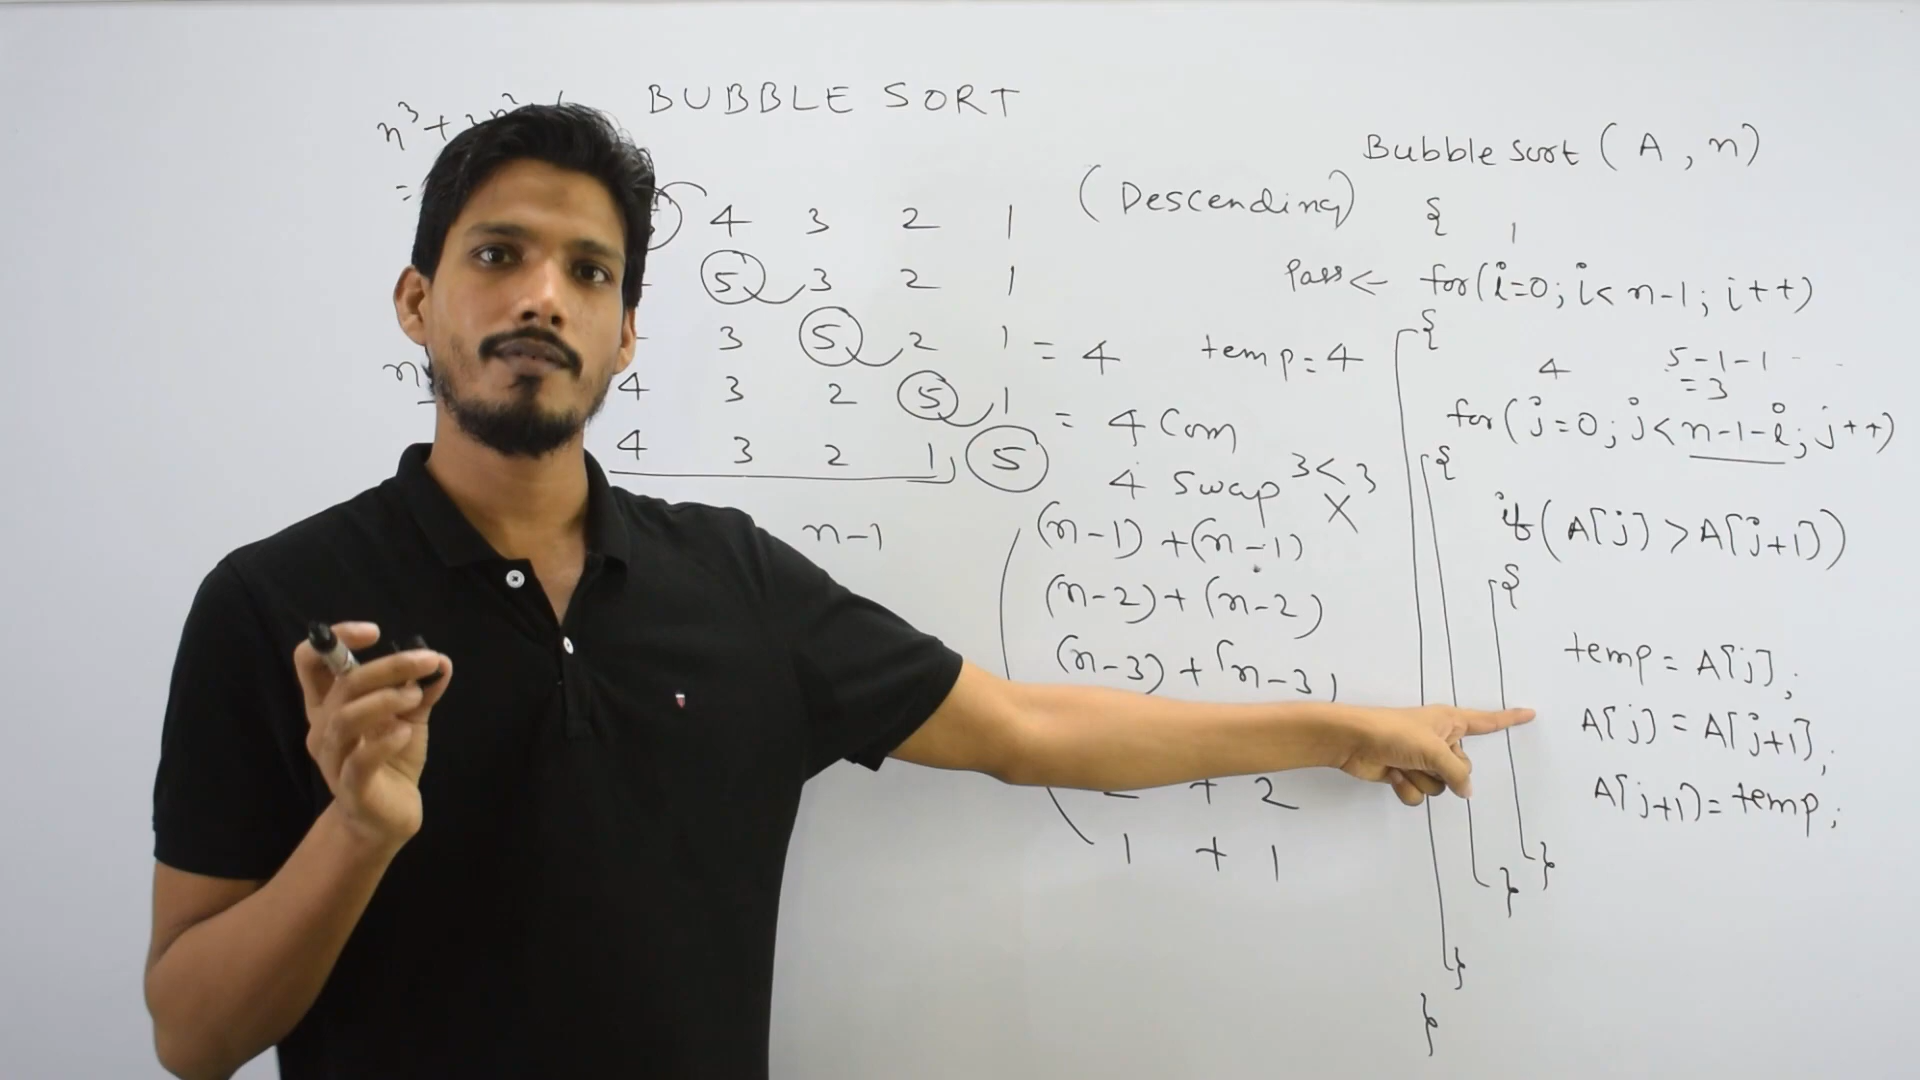 BUBBLE SORT
n³ +
=
4 3 2 1
5 3 2 1
3 5 2 1 = 4
4 3 2 5 1 = 4 Com
4 3 2 1 5
4 Swap
3 < 3
X
n-1
(n-1) + (n-1)
(n-2) + (n-2)
(n-3) + (n-3)
+ 2
1 + 1
(Descending)
temp = 4
Bubble sort (A, n)
{
1
Pass ← for(i=0; i< n-1; i++)
{
4
5-1-1
=3
for(j=0; j< n-1-i; j++)
{
if(A[j] > A[j+1])
{
temp = A[j];
A[j] = A[j+1];
A[j+1] = temp;
}
}
}
}